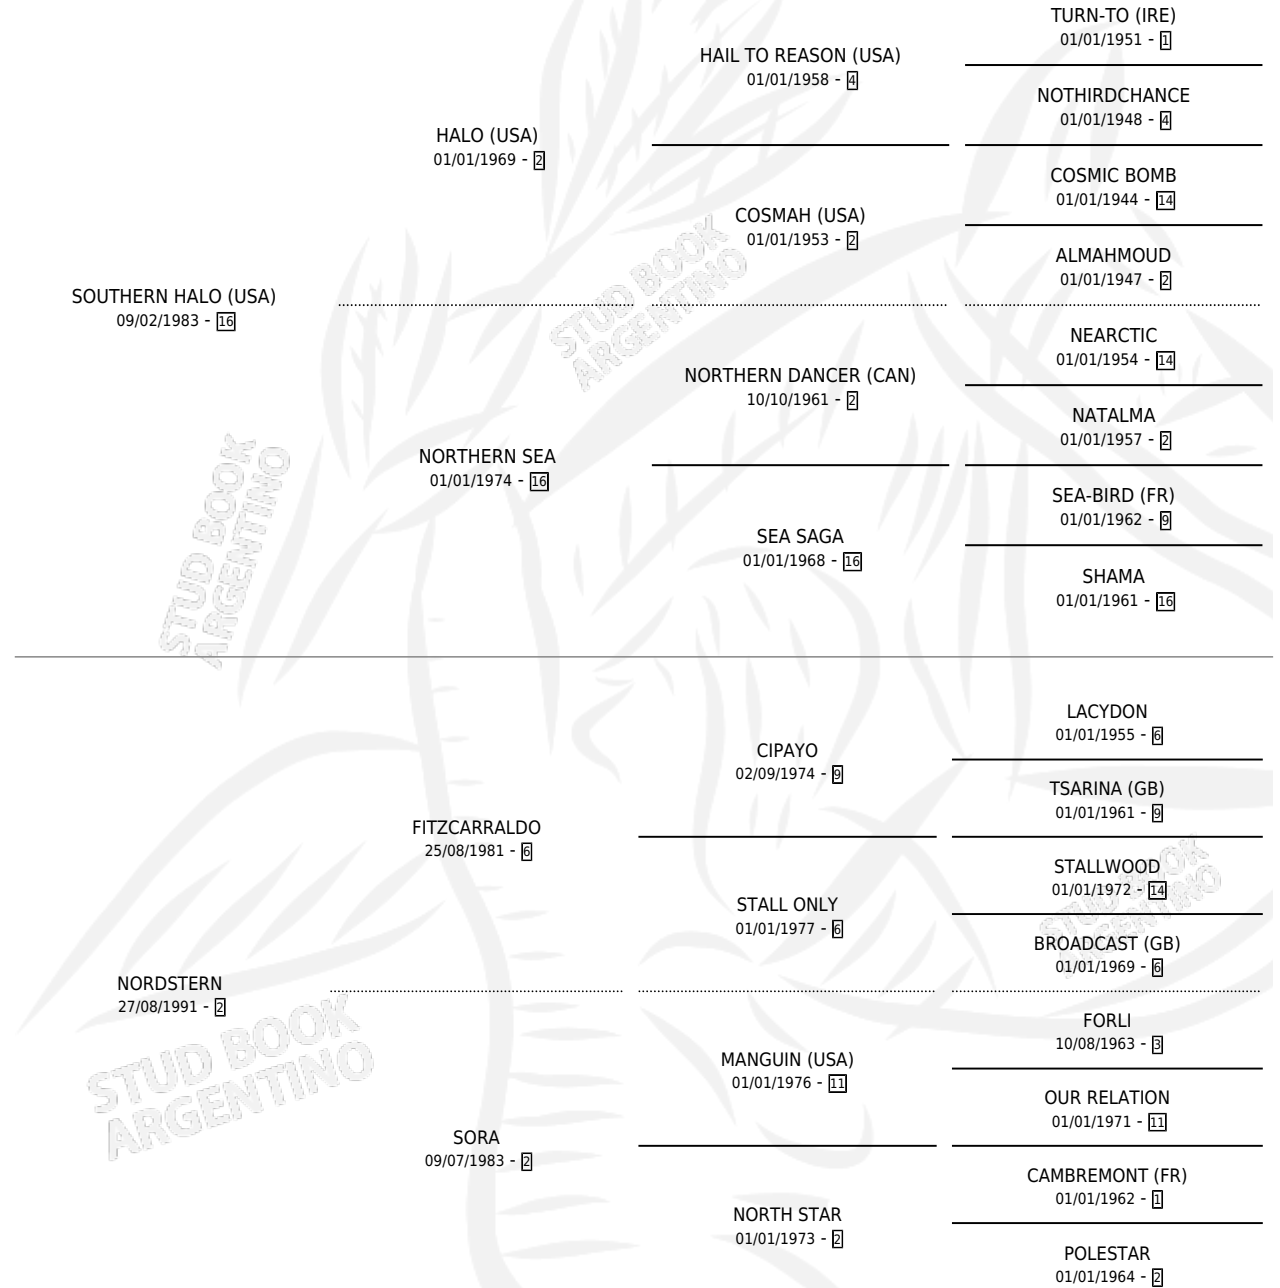 TURN-TO (IRE)
01/01/1951 - 1
HAIL TO REASON (USA)
01/01/1958 - 4
NOTHIRDCHANCE
01/01/1948 - 4
HALO (USA)
01/01/1969 - 2
COSMIC BOMB
01/01/1944 - 14
COSMAH (USA)
01/01/1953 - 2
ALMAHMOUD
01/01/1947 - 2
SOUTHERN HALO (USA)
09/02/1983 - 16
NEARCTIC
01/01/1954 - 14
NORTHERN DANCER (CAN)
10/10/1961 - 2
NATALMA
01/01/1957 - 2
NORTHERN SEA
01/01/1974 - 16
SEA-BIRD (FR)
01/01/1962 - 9
SEA SAGA
01/01/1968 - 16
SHAMA
01/01/1961 - 16
LACYDON
01/01/1955 - 6
CIPAYO
02/09/1974 - 9
TSARINA (GB)
01/01/1961 - 9
FITZCARRALDO
25/08/1981 - 6
STALLWOOD
01/01/1972 - 14
STALL ONLY
01/01/1977 - 6
BROADCAST (GB)
01/01/1969 - 6
NORDSTERN
27/08/1991 - 2
FORLI
10/08/1963 - 3
MANGUIN (USA)
01/01/1976 - 11
OUR RELATION
01/01/1971 - 11
SORA
09/07/1983 - 2
CAMBREMONT (FR)
01/01/1962 - 1
NORTH STAR
01/01/1973 - 2
POLESTAR
01/01/1964 - 2
STUD BOOK
ARGENTINO
STUD BOOK
ARGENTINO
STUD BOOK
ARGENTINO
STUD BOOK
ARGENTINO